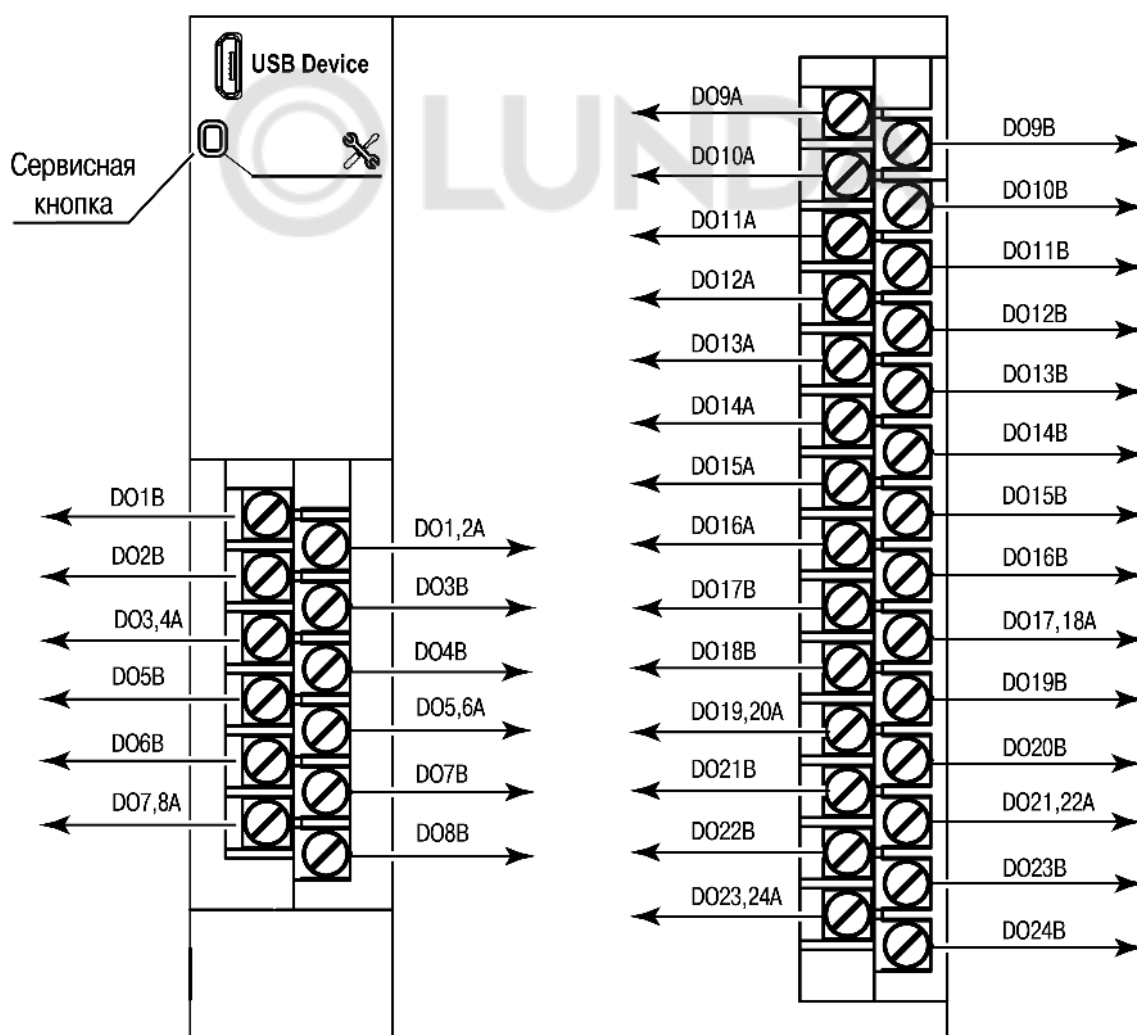 USB Device
Сервисная
кнопка
LUNDA
DO1B
DO2B
DO3,4A
DO5B
DO6B
DO7,8A
DO1,2A
DO3B
DO4B
DO5,6A
DO7B
DO8B
DO9A
DO10A
DO11A
DO12A
DO13A
DO14A
DO15A
DO16A
DO17B
DO18B
DO19,20A
DO21B
DO22B
DO23,24A
DO9B
DO10B
DO11B
DO12B
DO13B
DO14B
DO15B
DO16B
DO17,18A
DO19B
DO20B
DO21,22A
DO23B
DO24B